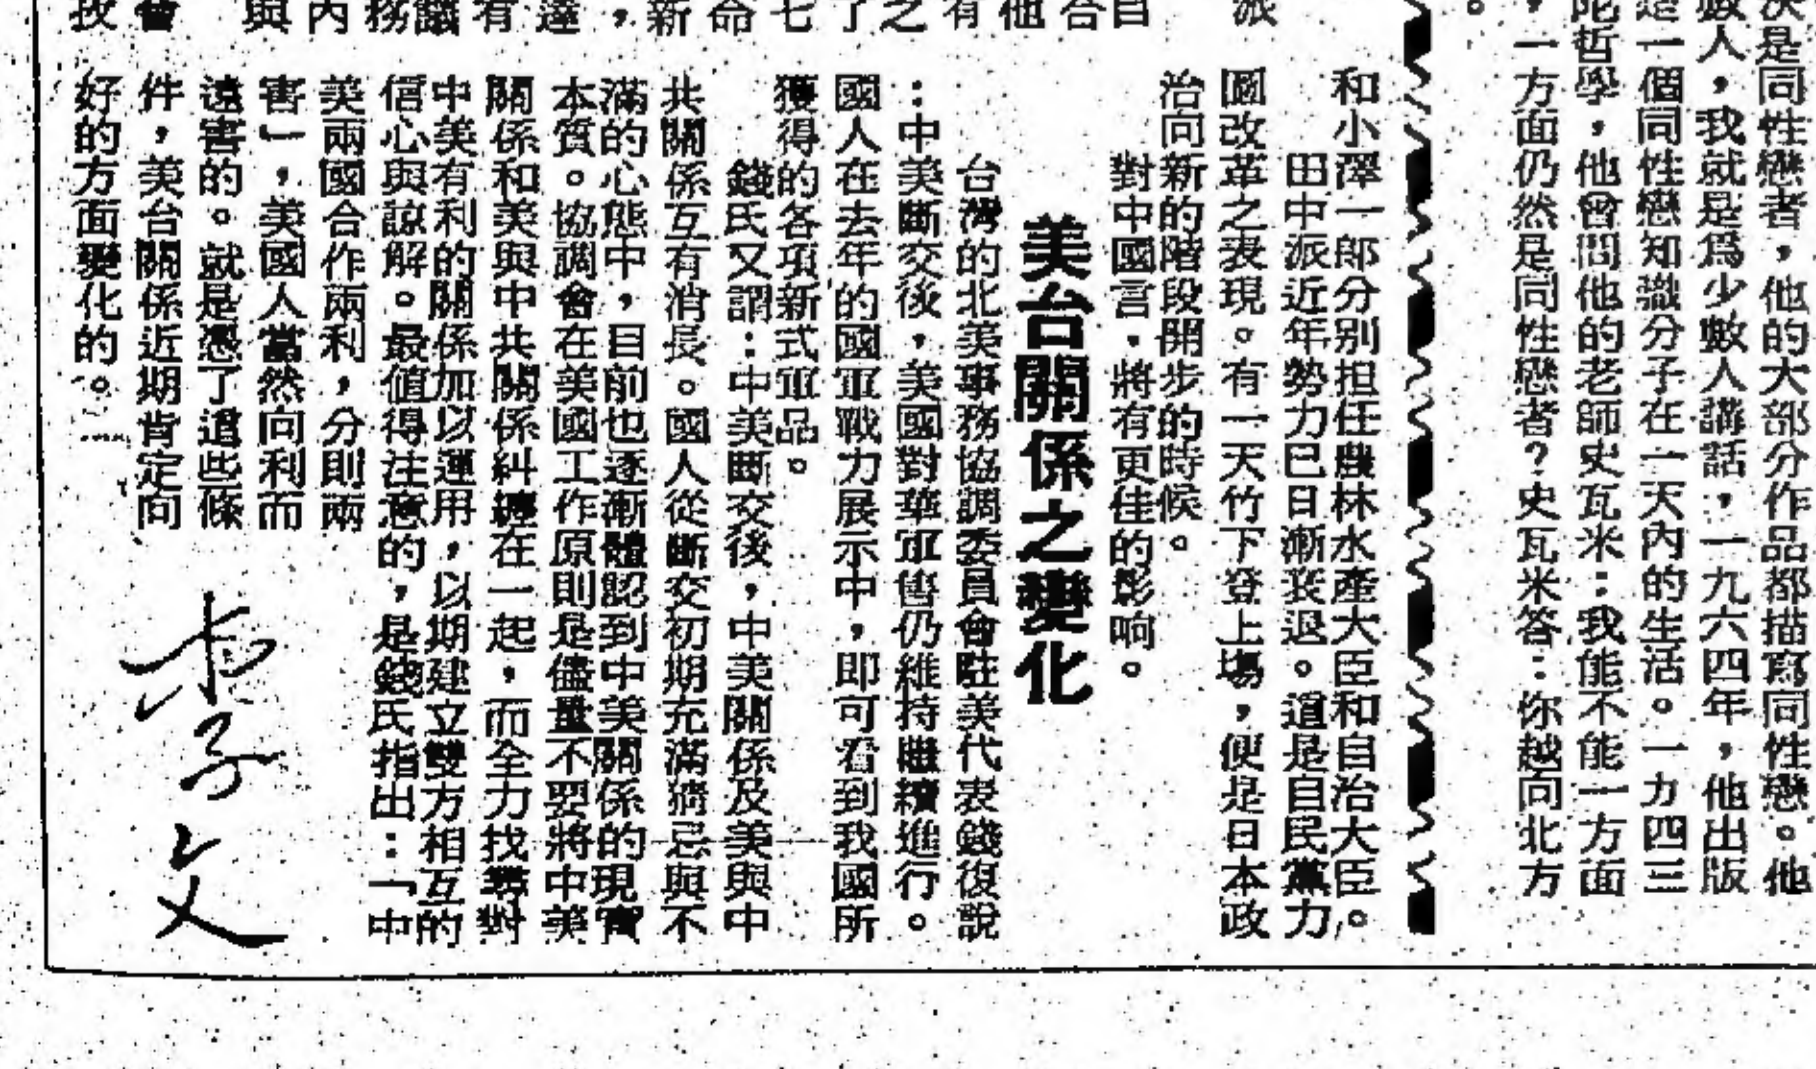 決是同性戀者，他的大部分作品都描寫同性戀。他
數人，我就是爲少數人講話，一九六四年，他出版
是一個同性戀知識分子在一天內的生活。一九四三
陀哲學，他曾問他的老師史瓦米：我能不能一方面
，一方面仍然是同性戀者？史瓦米答：你越向北方
。
派
自
合
他
有
之
了
七
命
新
，
達
有
議
務
內
與
會
和小澤一郎分別担任農林水產大臣和自治大臣。
田中派近年勢力已日漸衰退。這是自民黨力
圖改革之表現。有一天竹下登上場，便是日本政
治向新的階段開步的時候。
對中國言，將有更佳的影响。
美台關係之變化
台灣的北美事務協調委員會駐美代表錢復說
：中美斷交後，美國對華軍售仍維持繼續進行。
國人在去年的國軍戰力展示中，即可看到我國所
獲得的各項新式軍品。
錢氏又謂：中美斷交後，中美關係及美與中
共關係互有消長。國人從斷交初期充滿猜忌與不
滿的心態中，目前也逐漸體認到中美關係的現實
本質。協調會在美國工作原則是儘量不要將中美
關係和美與中共關係糾纏在一起，而全力找尋對
中美有利的關係加以運用，以期建立雙方相互的
信心與諒解。最值得注意的，是錢氏指出：「中
美兩國合作兩利，分則兩
害」，美國人當然向利而
遠害的。就是憑了這些條
件，美台關係近期肯定向
好的方面變化的。
李子文